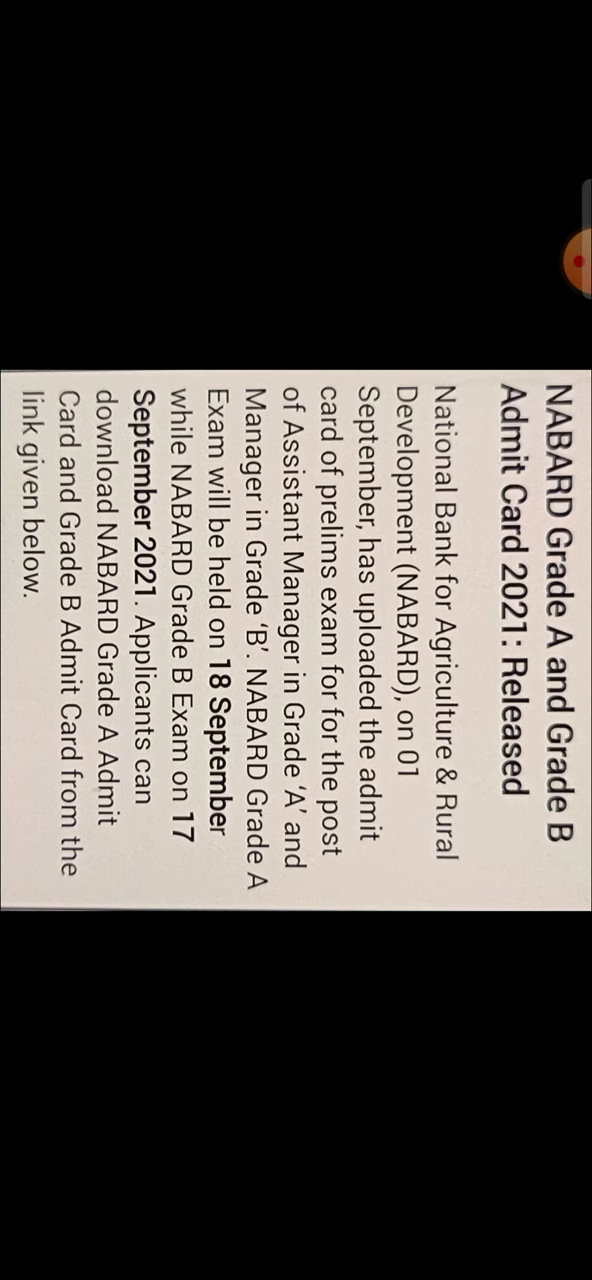 NABARD Grade A and Grade B
Admit Card 2021: Released
National Bank for Agriculture & Rural
Development (NABARD), on 01
September, has uploaded the admit
card of prelims exam for for the post
of Assistant Manager in Grade ‘A’ and
Manager in Grade ‘B’. NABARD Grade A
Exam will be held on 18 September
while NABARD Grade B Exam on 17
September 2021. Applicants can
download NABARD Grade A Admit
Card and Grade B Admit Card from the
link given below.